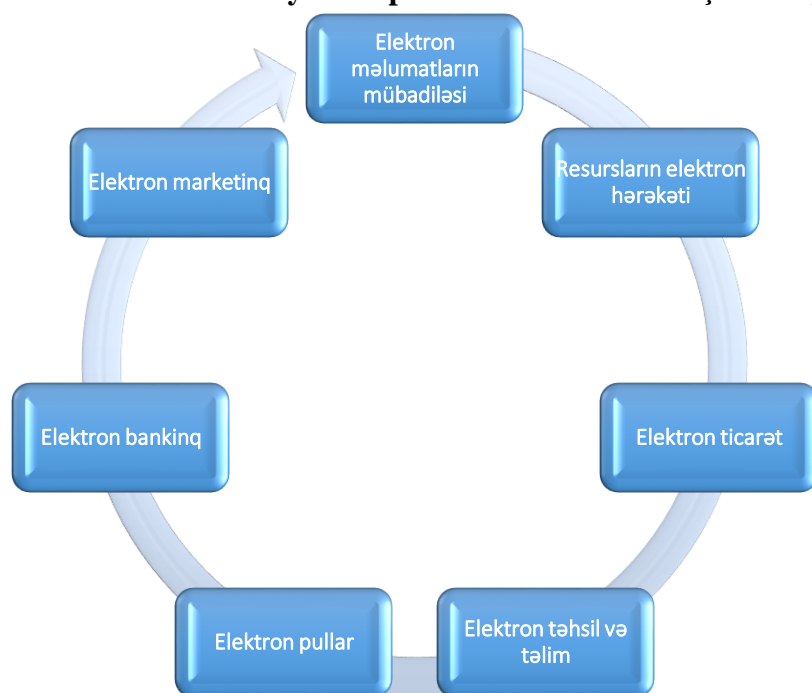 Elektron
məlumatların
mübadiləsi
Resursların elektron
hərəkəti
Elektron ticarət
Elektron təhsil və
təlim
Elektron pullar
Elektron bankinq
Elektron marketinq